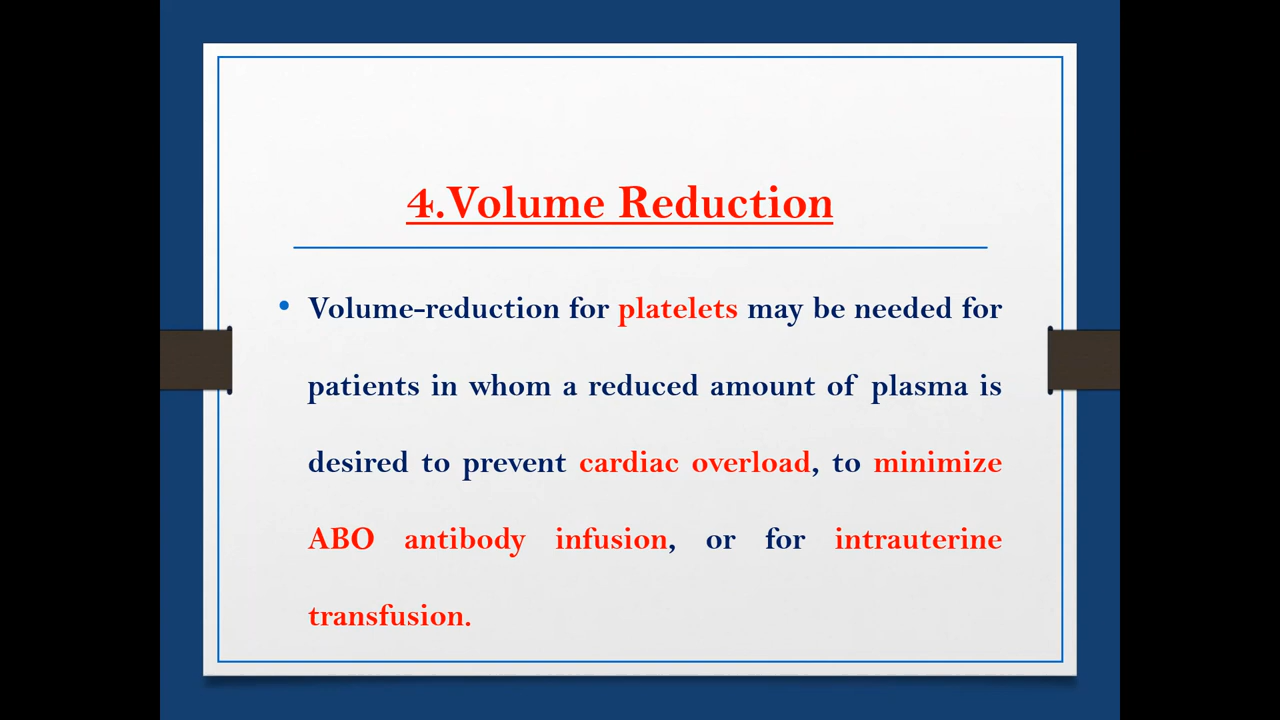 4.Volume Reduction
• Volume-reduction for platelets may be needed for
patients in whom a reduced amount of plasma is
desired to prevent cardiac overload, to minimize
ABO antibody infusion, or for intrauterine
transfusion.